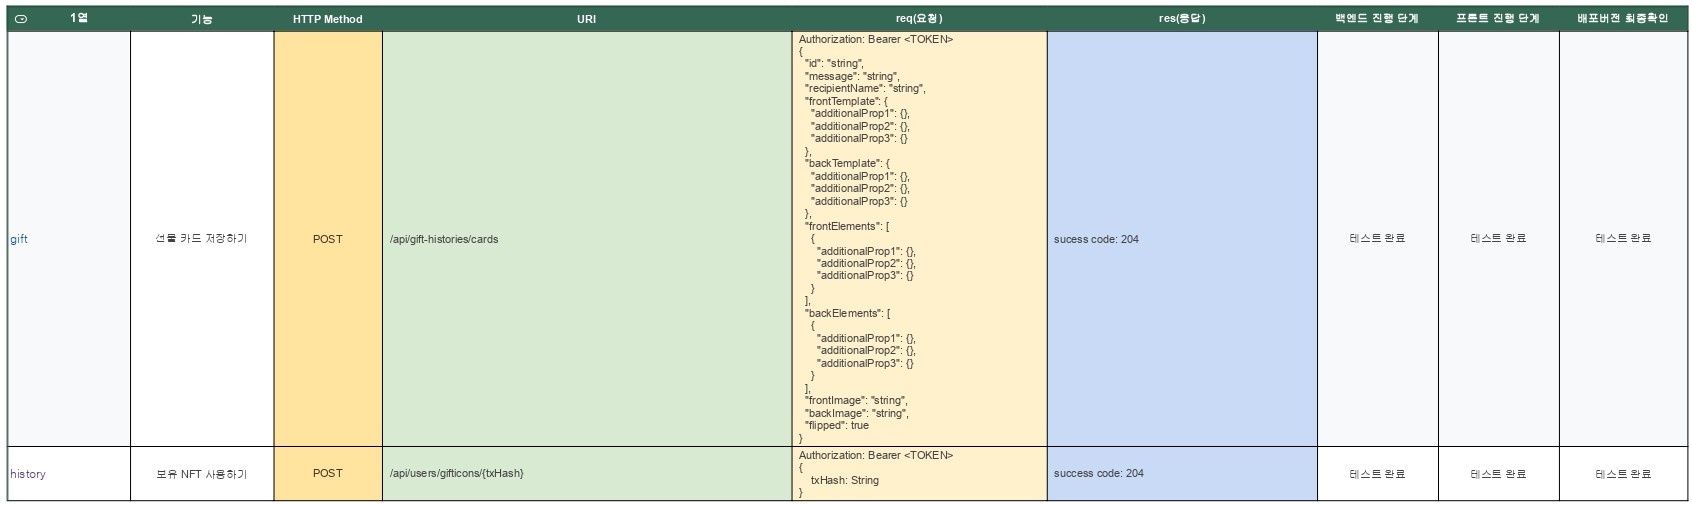 1열 기능 HTTP Method URI req(요청) res(응답) 백엔드 진행 단계 프론트 진행 단계 배포버전 최종확인
gift
선물 카드 저장하기
POST
/api/gift-histories/cards
Authorization: Bearer <TOKEN>
{
"id": "string",
"message": "string",
"recipientName": "string",
"frontTemplate": {
"additionalProp1": {},
"additionalProp2": {},
"additionalProp3": {}
},
"backTemplate": {
"additionalProp1": {},
"additionalProp2": {},
"additionalProp3": {}
},
"frontElements": [
{
"additionalProp1": {},
"additionalProp2": {},
"additionalProp3": {}
}
],
"backElements": [
{
"additionalProp1": {},
"additionalProp2": {},
"additionalProp3": {}
}
],
"frontImage": "string",
"backImage": "string",
"flipped": true
}
sucess code: 204
테스트 완료
테스트 완료
테스트 완료
history
보유 NFT 사용하기
POST
/api/users/gifticons/{txHash}
Authorization: Bearer <TOKEN>
{
txHash: String
}
success code: 204
테스트 완료
테스트 완료
테스트 완료